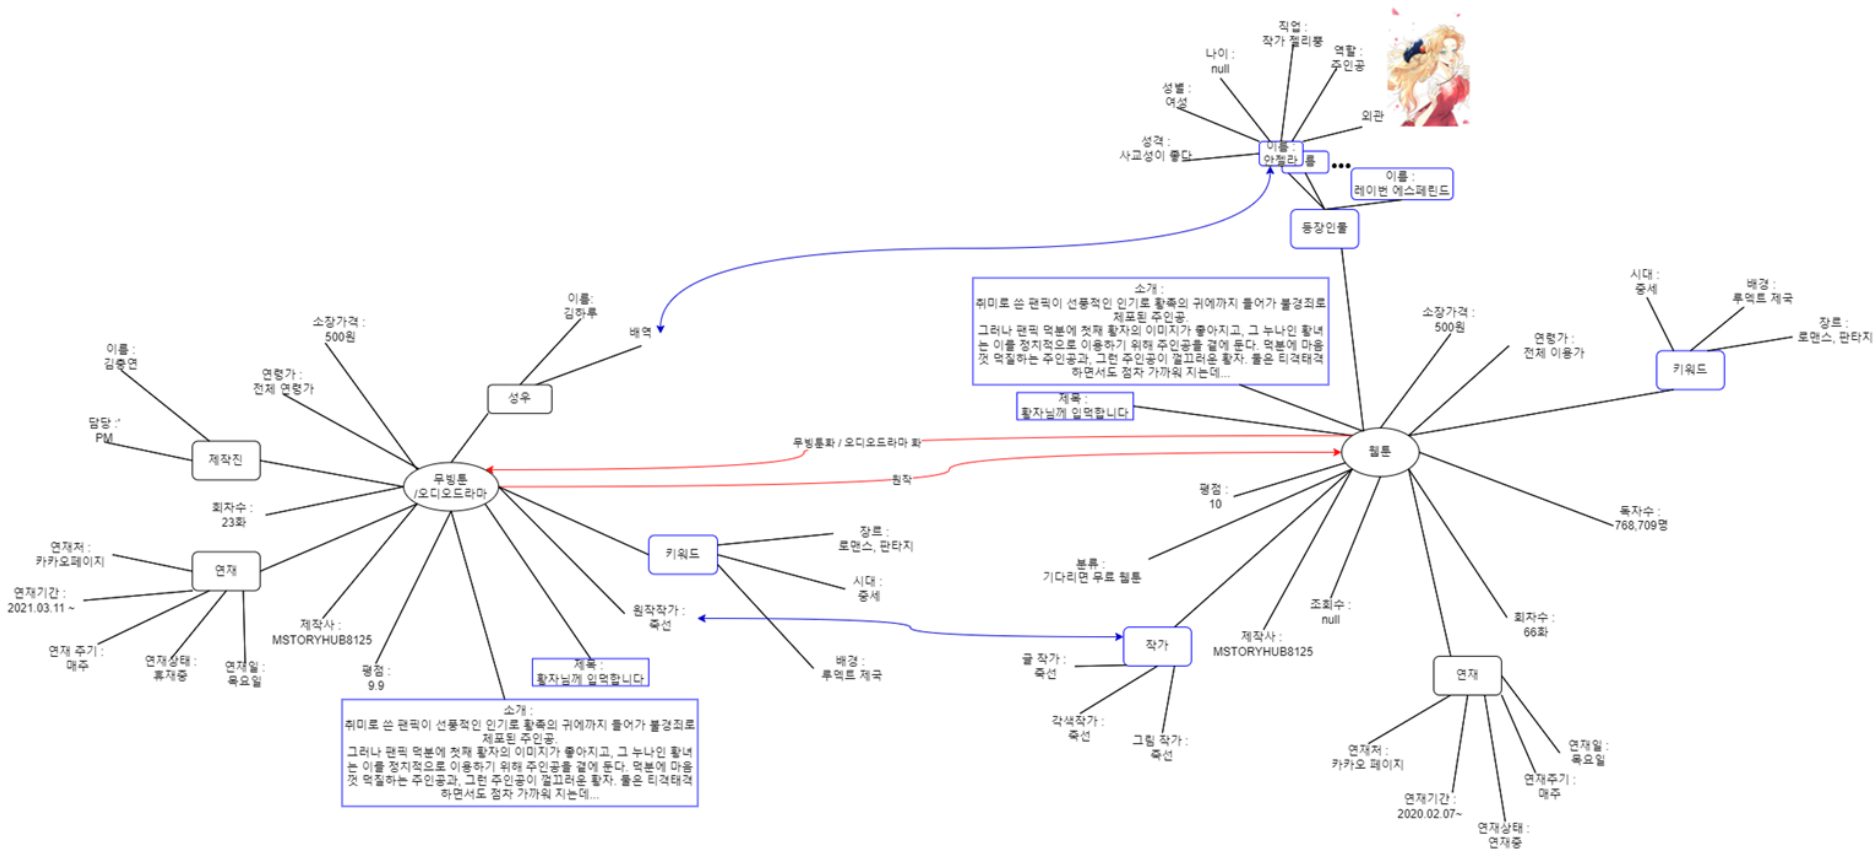 직업 :
작가 젤리뽕
나이 :
null
역할 :
주인공
성별 :
여성
외관
성격 :
사교성이 좋다
이름 :
안젤라
름
이름 :
레이번 에스페린드
등장인물
소개 :
취미로 쓴 팬픽이 선풍적인 인기로 황족의 귀에까지 들어가 불경죄로
체포된 주인공.
그러나 팬픽 덕분에 첫째 황자의 이미지가 좋아지고, 그 누나인 황녀
는 이를 정치적으로 이용하기 위해 주인공을 곁에 둔다. 덕분에 마음
껏 덕질하는 주인공과, 그런 주인공이 껄끄러운 황자. 둘은 티격태격
하면서도 점차 가까워 지는데...
제목 :
황자님께 입덕합니다
소장가격 :
500원
연령가 :
전체 이용가
시대 :
중세
배경 :
루멕트 제국
장르 :
로맨스, 판타지
키워드
웹툰
평점 :
10
분류 :
기다리면 무료 웹툰
독자수 :
768,709명
조회수 :
null
제작사 :
MSTORYHUB8125
회차수 :
66화
작가
글 작가 :
죽선
각색작가 :
죽선
그림 작가 :
죽선
연재
연재처 :
카카오 페이지
연재기간 :
2020.02.07~
연재상태 :
연재중
연재주기 :
매주
연재일 :
목요일
무빙툰화 / 오디오드라마 화
원작
이름:
김하루
배역
성우
소장가격 :
500원
연령가 :
전체 연령가
이름 :
김충연
담당 :'
PM
제작진
무빙툰
/오디오드라마
회차수 :
23화
연재
연재처 :
카카오페이지
연재기간 :
2021.03.11 ~
연재 주기 :
매주
연재상태 :
휴재중
연재일 :
목요일
제작사 :
MSTORYHUB8125
평점 :
9.9
키워드
장르 :
로맨스, 판타지
시대 :
중세
배경 :
루멕트 제국
원작작가 :
죽선
제목 :
황자님께 입덕합니다
소개 :
취미로 쓴 팬픽이 선풍적인 인기로 황족의 귀에까지 들어가 불경죄로
체포된 주인공.
그러나 팬픽 덕분에 첫째 황자의 이미지가 좋아지고, 그 누나인 황녀
는 이를 정치적으로 이용하기 위해 주인공을 곁에 둔다. 덕분에 마음
껏 덕질하는 주인공과, 그런 주인공이 껄끄러운 황자. 둘은 티격태격
하면서도 점차 가까워 지는데...